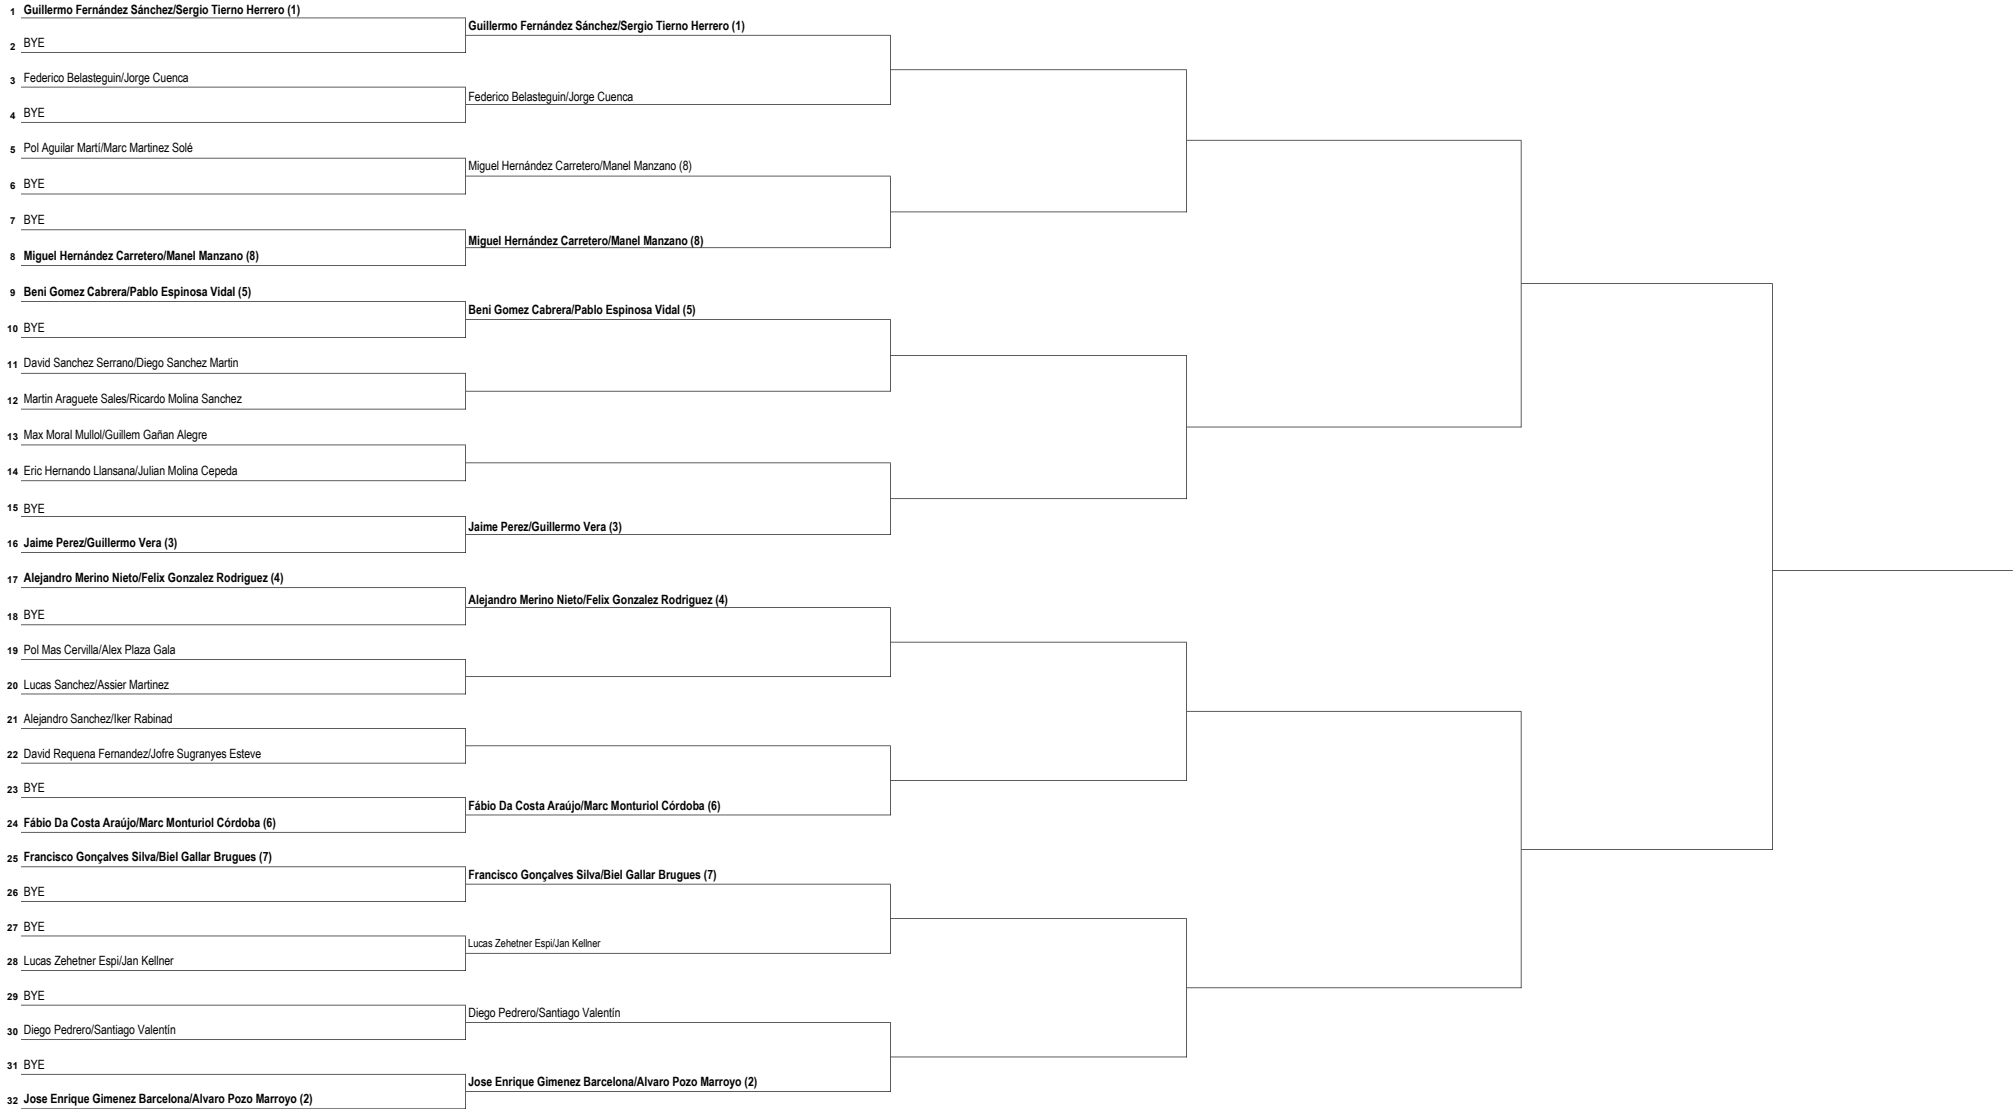 1 Guillermo Fernández Sánchez/Sergio Tierno Herrero (1)
Guillermo Fernández Sánchez/Sergio Tierno Herrero (1)
2 BYE
3 Federico Belasteguin/Jorge Cuenca
Federico Belasteguin/Jorge Cuenca
4 BYE
5 Pol Aguilar Martí/Marc Martinez Solé
Miguel Hernández Carretero/Manel Manzano (8)
6 BYE
7 BYE
Miguel Hernández Carretero/Manel Manzano (8)
8 Miguel Hernández Carretero/Manel Manzano (8)
9 Beni Gomez Cabrera/Pablo Espinosa Vidal (5)
Beni Gomez Cabrera/Pablo Espinosa Vidal (5)
10 BYE
11 David Sanchez Serrano/Diego Sanchez Martin
12 Martin Araguete Sales/Ricardo Molina Sanchez
13 Max Moral Mullol/Guillem Gañan Alegre
14 Eric Hernando Llansana/Julian Molina Cepeda
15 BYE
Jaime Perez/Guillermo Vera (3)
16 Jaime Perez/Guillermo Vera (3)
17 Alejandro Merino Nieto/Felix Gonzalez Rodriguez (4)
Alejandro Merino Nieto/Felix Gonzalez Rodriguez (4)
18 BYE
19 Pol Mas Cervilla/Alex Plaza Gala
20 Lucas Sanchez/Assier Martinez
21 Alejandro Sanchez/Iker Rabinad
22 David Requena Fernandez/Jofre Sugranyes Esteve
23 BYE
Fábio Da Costa Araújo/Marc Monturiol Córdoba (6)
24 Fábio Da Costa Araújo/Marc Monturiol Córdoba (6)
25 Francisco Gonçalves Silva/Biel Gallar Brugues (7)
Francisco Gonçalves Silva/Biel Gallar Brugues (7)
26 BYE
27 BYE
Lucas Zehetner Espi/Jan Kellner
28 Lucas Zehetner Espi/Jan Kellner
29 BYE
Diego Pedrero/Santiago Valentín
30 Diego Pedrero/Santiago Valentín
31 BYE
Jose Enrique Gimenez Barcelona/Alvaro Pozo Marroyo (2)
32 Jose Enrique Gimenez Barcelona/Alvaro Pozo Marroyo (2)